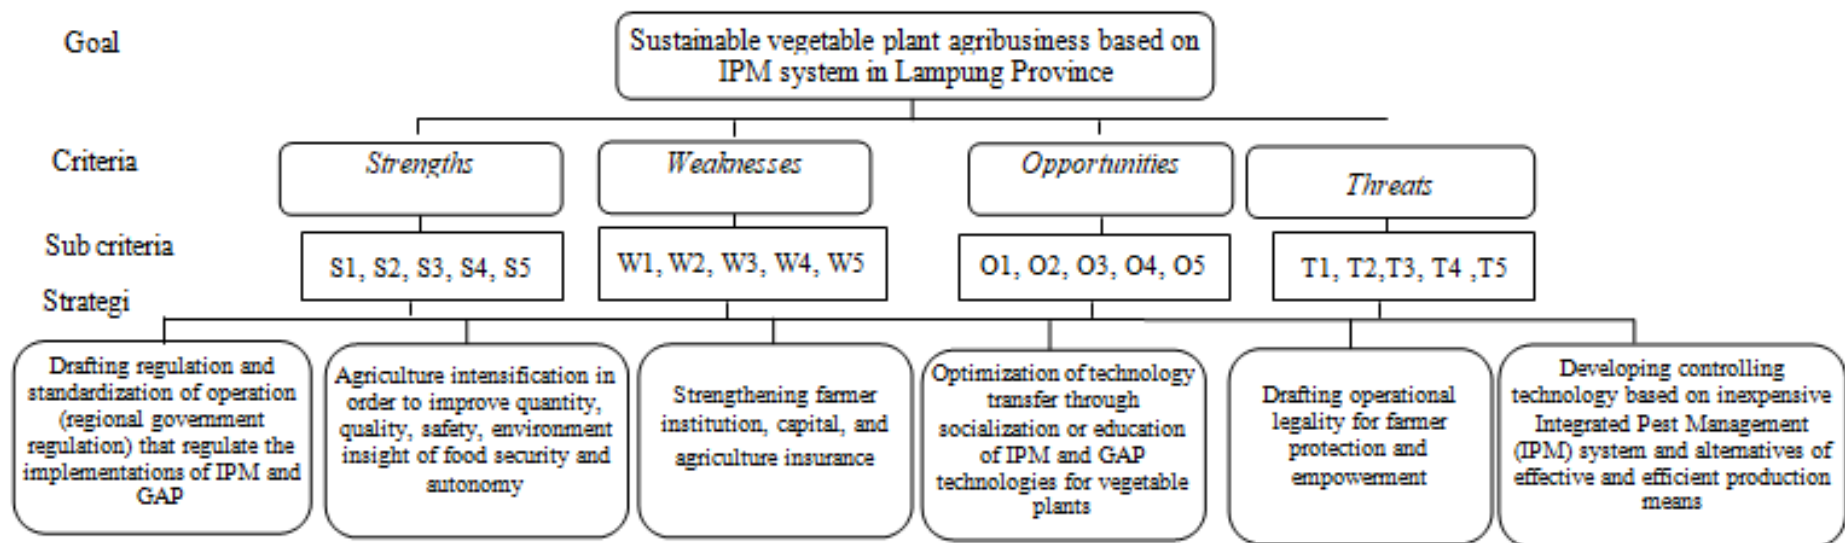 Goal
Sustainable vegetable plant agribusiness based on
IPM system in Lampung Province
Criteria
Strengths
Weaknesses
Opportunities
Threats
Sub criteria
S1, S2, S3, S4, S5
W1, W2, W3, W4, W5
O1, O2, O3, O4, O5
T1, T2,T3, T4 ,T5
Strategi
Drafting regulation and
standardization of operation
(regional government
regulation) that regulate the
implementations of IPM and
GAP
Agriculture intensification in
order to improve quantity,
quality, safety, environment
insight of food security and
autonomy
Strengthening farmer
institution, capital, and
agriculture insurance
Optimization of technology
transfer through
socialization or education
of IPM and GAP
technologies for vegetable
plants
Drafting operational
legality for farmer
protection and
empowerment
Developing controlling
technology based on inexpensive
Integrated Pest Management
(IPM) system and alternatives of
effective and efficient production
means